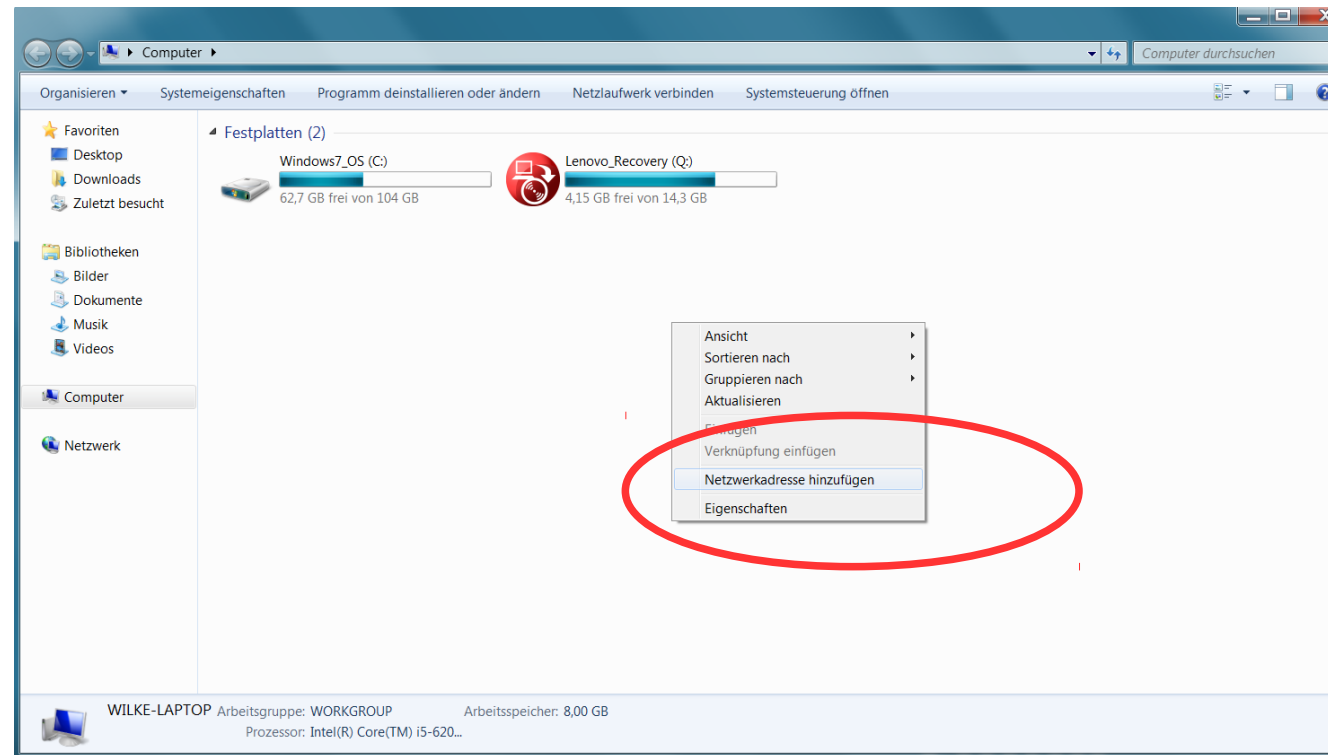 Computer
Computer durchsuchen
Organisieren Systemeigenschaften Programm deinstallieren oder ändern Netzlaufwerk verbinden Systemsteuerung öffnen
Favoriten
Desktop
Downloads
Zuletzt besucht
Bibliotheken
Bilder
Dokumente
Musik
Videos
Computer
Netzwerk
Festplatten (2)
Windows7_OS (C:)
62,7 GB frei von 104 GB
Lenovo_Recovery (Q:)
4,15 GB frei von 14,3 GB
Ansicht
Sortieren nach
Gruppieren nach
Aktualisieren
Einfügen
Verknüpfung einfügen
Netzwerkadresse hinzufügen
Eigenschaften
WILKE-LAPTOP Arbeitsgruppe: WORKGROUP Arbeitsspeicher: 8,00 GB
Prozessor: Intel(R) Core(TM) i5-620...